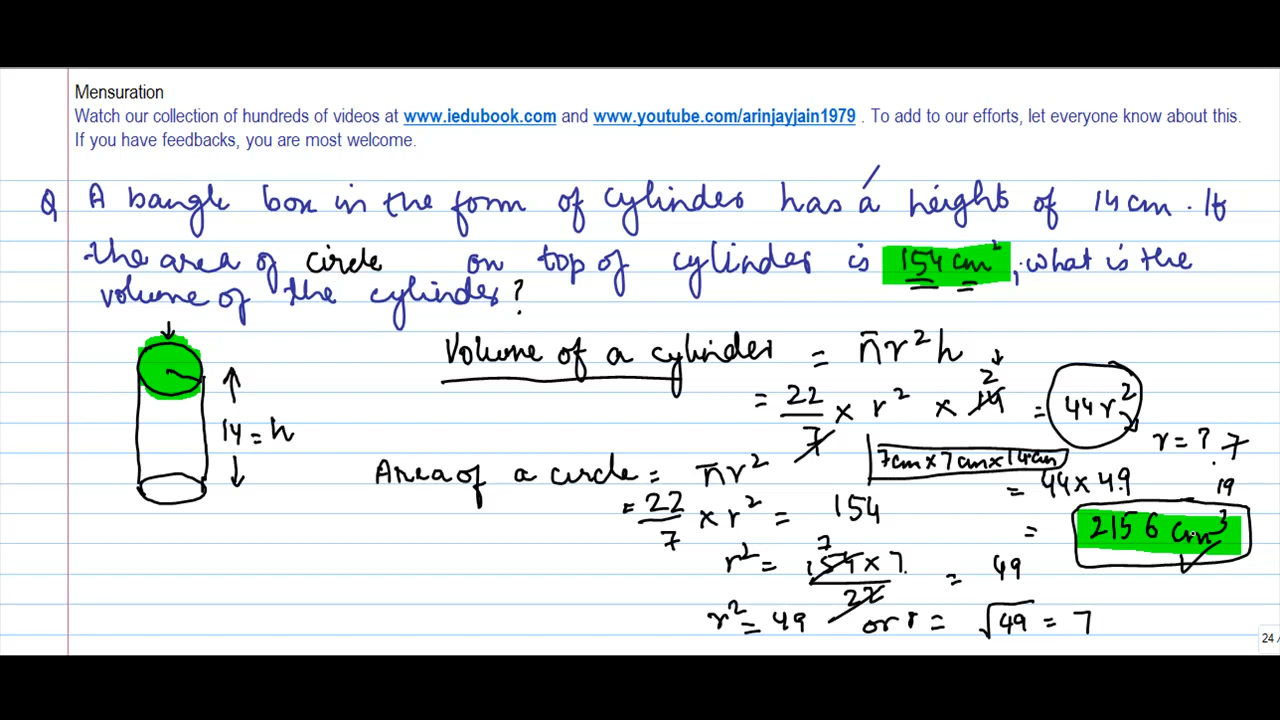 Mensuration
Watch our collection of hundreds of videos at www.iedubook.com and www.youtube.com/arinjayjain1979 . To add to our efforts, let everyone know about this.
If you have feedbacks, you are most welcome.
Q A bangle box in the form of cylinder has a height of 14 cm. If
the area of circle on top of cylinder is 154 cm², what is the
volume of the cylinder?
Volume of a cylinder = πr²h
= 22/7 × r² × 14 2 = 44r²
14 = h
r = ? 7
7cm × 7cm × 14cm
Area of a circle = πr²
= 44 × 49
19
= 22/7 × r² = 154
= 2156 cm³
r² = 154 × 7 / 22 7 = 49
r² = 49 or r = √49 = 7
24 /